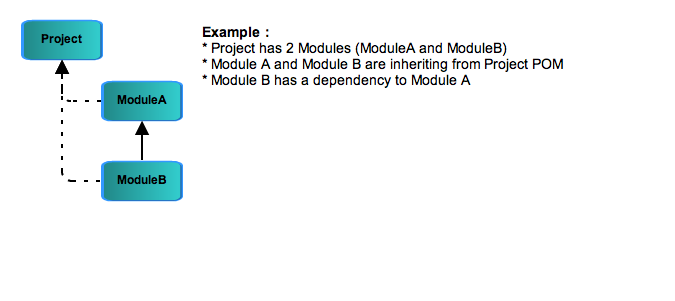 Project
ModuleA
ModuleB
Example :
* Project has 2 Modules (ModuleA and ModuleB)
* Module A and Module B are inheriting from Project POM
* Module B has a dependency to Module A